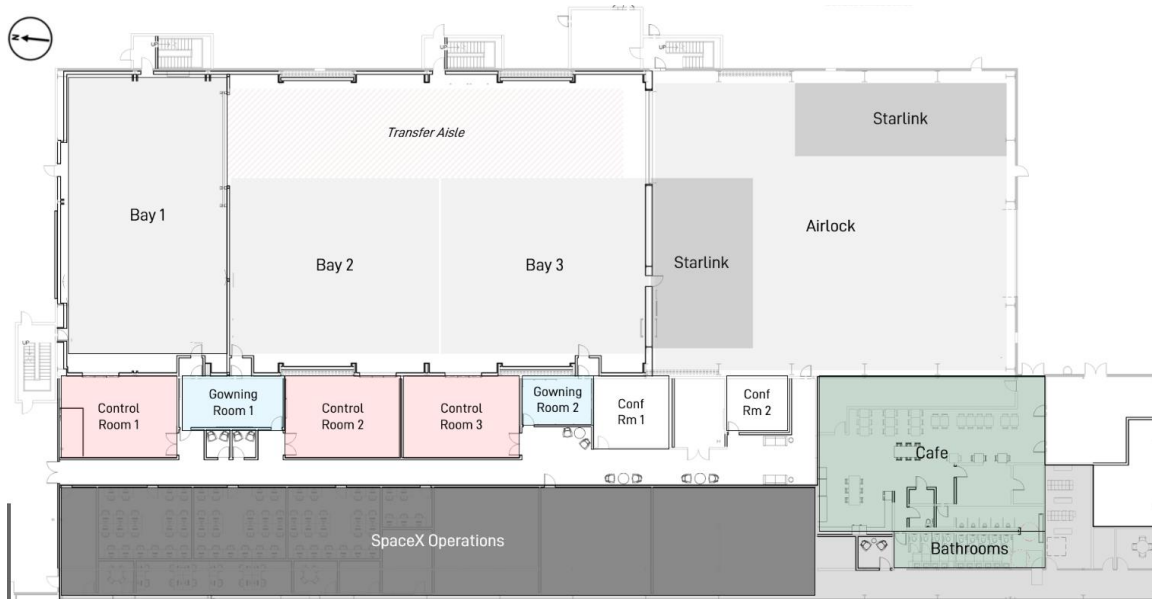 N
Transfer Aisle
Starlink
Bay 1
Airlock
Bay 2
Bay 3
Starlink
Control
Room 1
Gowning
Room 1
Control
Room 2
Control
Room 3
Gowning
Room 2
Conf
Rm 1
Conf
Rm 2
Cafe
SpaceX Operations
Bathrooms